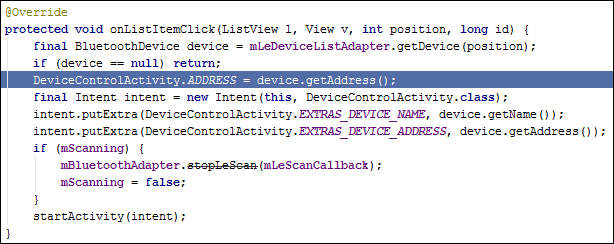 @Override
protected void onListItemClick(ListView l, View v, int position, long id) {
    final BluetoothDevice device = mLeDeviceListAdapter.getDevice(position);
    if (device == null) return;
    DeviceControlActivity.ADDRESS = device.getAddress();
    final Intent intent = new Intent(this, DeviceControlActivity.class);
    intent.putExtra(DeviceControlActivity.EXTRAS_DEVICE_NAME, device.getName());
    intent.putExtra(DeviceControlActivity.EXTRAS_DEVICE_ADDRESS, device.getAddress());
    if (mScanning) {
        mBluetoothAdapter.stopLeScan(mLeScanCallback);
        mScanning = false;
    }
    startActivity(intent);
}